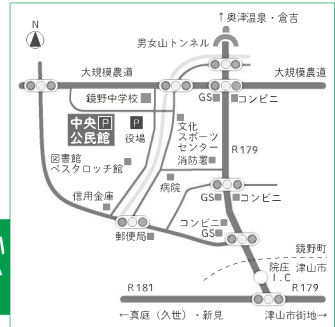 ↑奥津温泉・倉吉
N
男女山トンネル
大規模農道
大規模農道
鏡野中学校
GS
コンビニ
中央P
公民館
P
役場
文化
スポーツ
センター
消防署
R179
図書館
ペスタロッチ館
病院
信用金庫
GS
コンビニ
郵便局
コンビニ
GS
鏡野町
津山市
院庄
I.C
R181
R179
←真庭(久世)・新見
津山市街地→